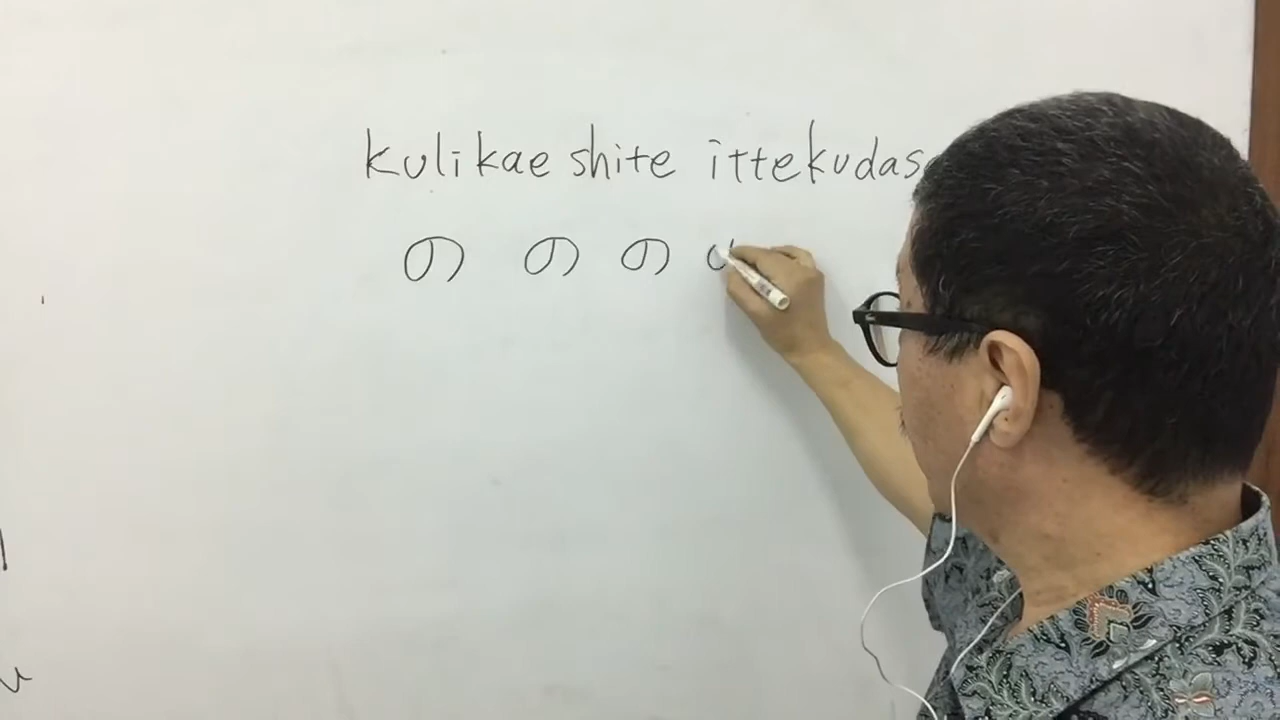 kulikae shite ittekudas
の の の